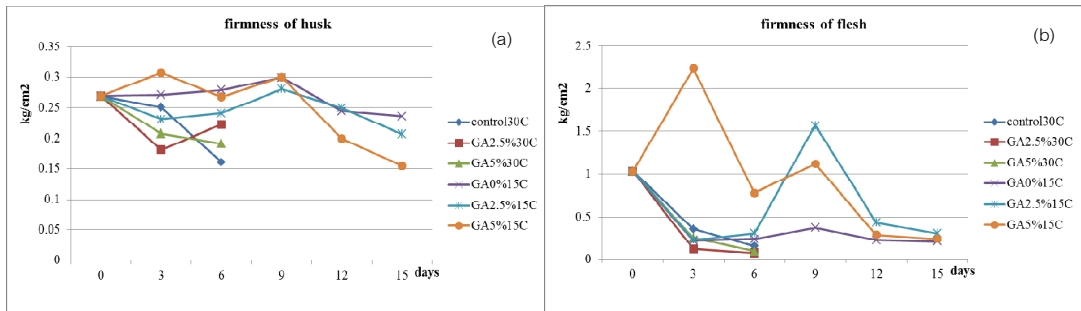 firmness of husk
(a)
kg/em2
0.35
0.3
0.25
0.2
0.15
0.1
0.05
0
0 3 6 9 12 15 days
control30C
GA2.5%30C
GA5%30C
GA0%15C
GA2.5%15C
GA5%15C
firmness of flesh
(b)
kg/em2
2.5
2
1.5
1
0.5
0
0 3 6 9 12 15 days
control30C
GA2.5%30C
GA5%30C
GA0%15C
GA2.5%15C
GA5%15C